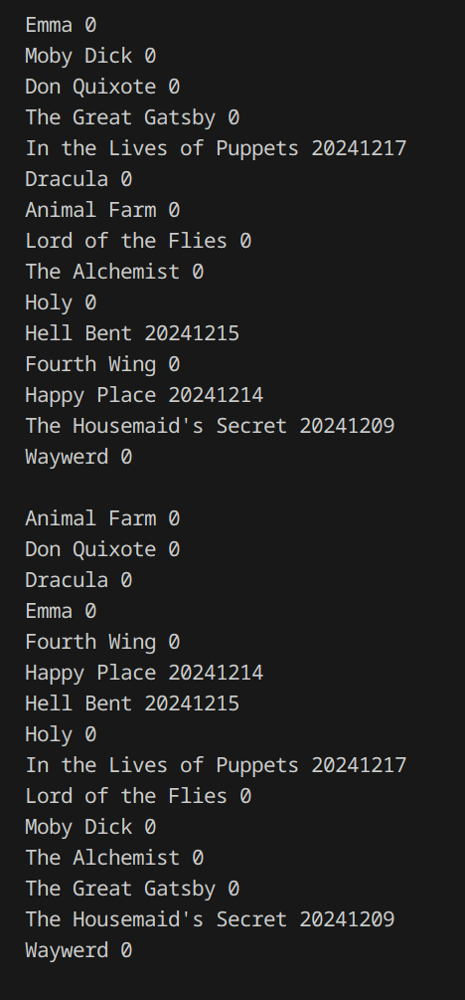 Emma 0
Moby Dick 0
Don Quixote 0
The Great Gatsby 0
In the Lives of Puppets 20241217
Dracula 0
Animal Farm 0
Lord of the Flies 0
The Alchemist 0
Holy 0
Hell Bent 20241215
Fourth Wing 0
Happy Place 20241214
The Housemaid's Secret 20241209
Waywerd 0

Animal Farm 0
Don Quixote 0
Dracula 0
Emma 0
Fourth Wing 0
Happy Place 20241214
Hell Bent 20241215
Holy 0
In the Lives of Puppets 20241217
Lord of the Flies 0
Moby Dick 0
The Alchemist 0
The Great Gatsby 0
The Housemaid's Secret 20241209
Waywerd 0